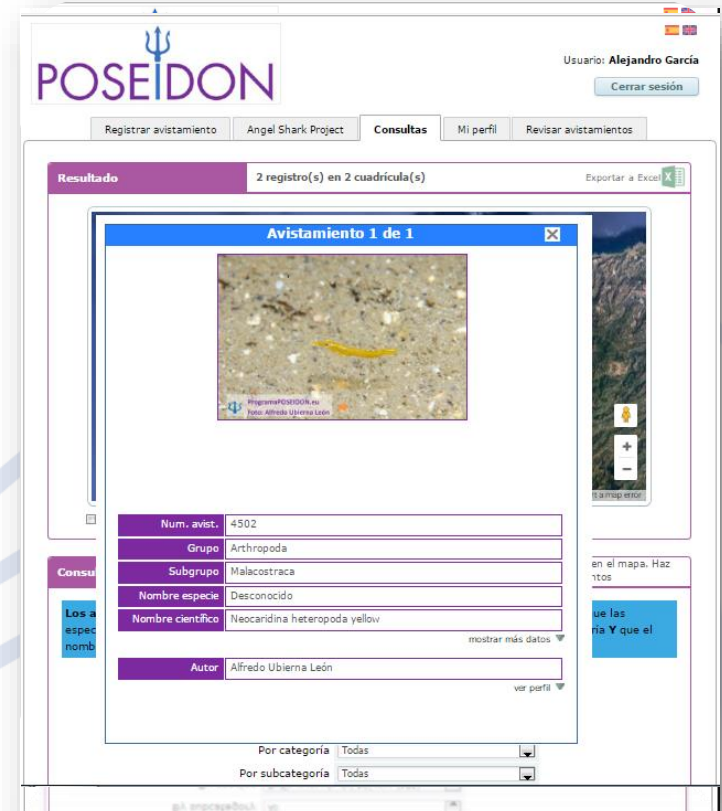 POSEIDON
Usuario: Alejandro García
Cerrar sesión
Registrar avistamiento
Angel Shark Project
Consultas
Mi perfil
Revisar avistamientos
Resultado
2 registro(s) en 2 cuadrícula(s)
Exportar a Excel
Avistamiento 1 de 1
ProgramaPOSEIDON.eu
Foto: Alfredo Ubierna León
+
−
t a map error
Num. avist. 4502
Grupo Arthropoda
Subgrupo Malacostraca
Nombre especie Desconocido
Nombre científico Neocaridina heteropoda yellow
mostrar más datos
Autor Alfredo Ubierna León
ver perfil
Consu
en el mapa. Haz
ntos
Los a
ue las
espec
ría Y que el
nomb
Por categoría Todas
Por subcategoría Todas